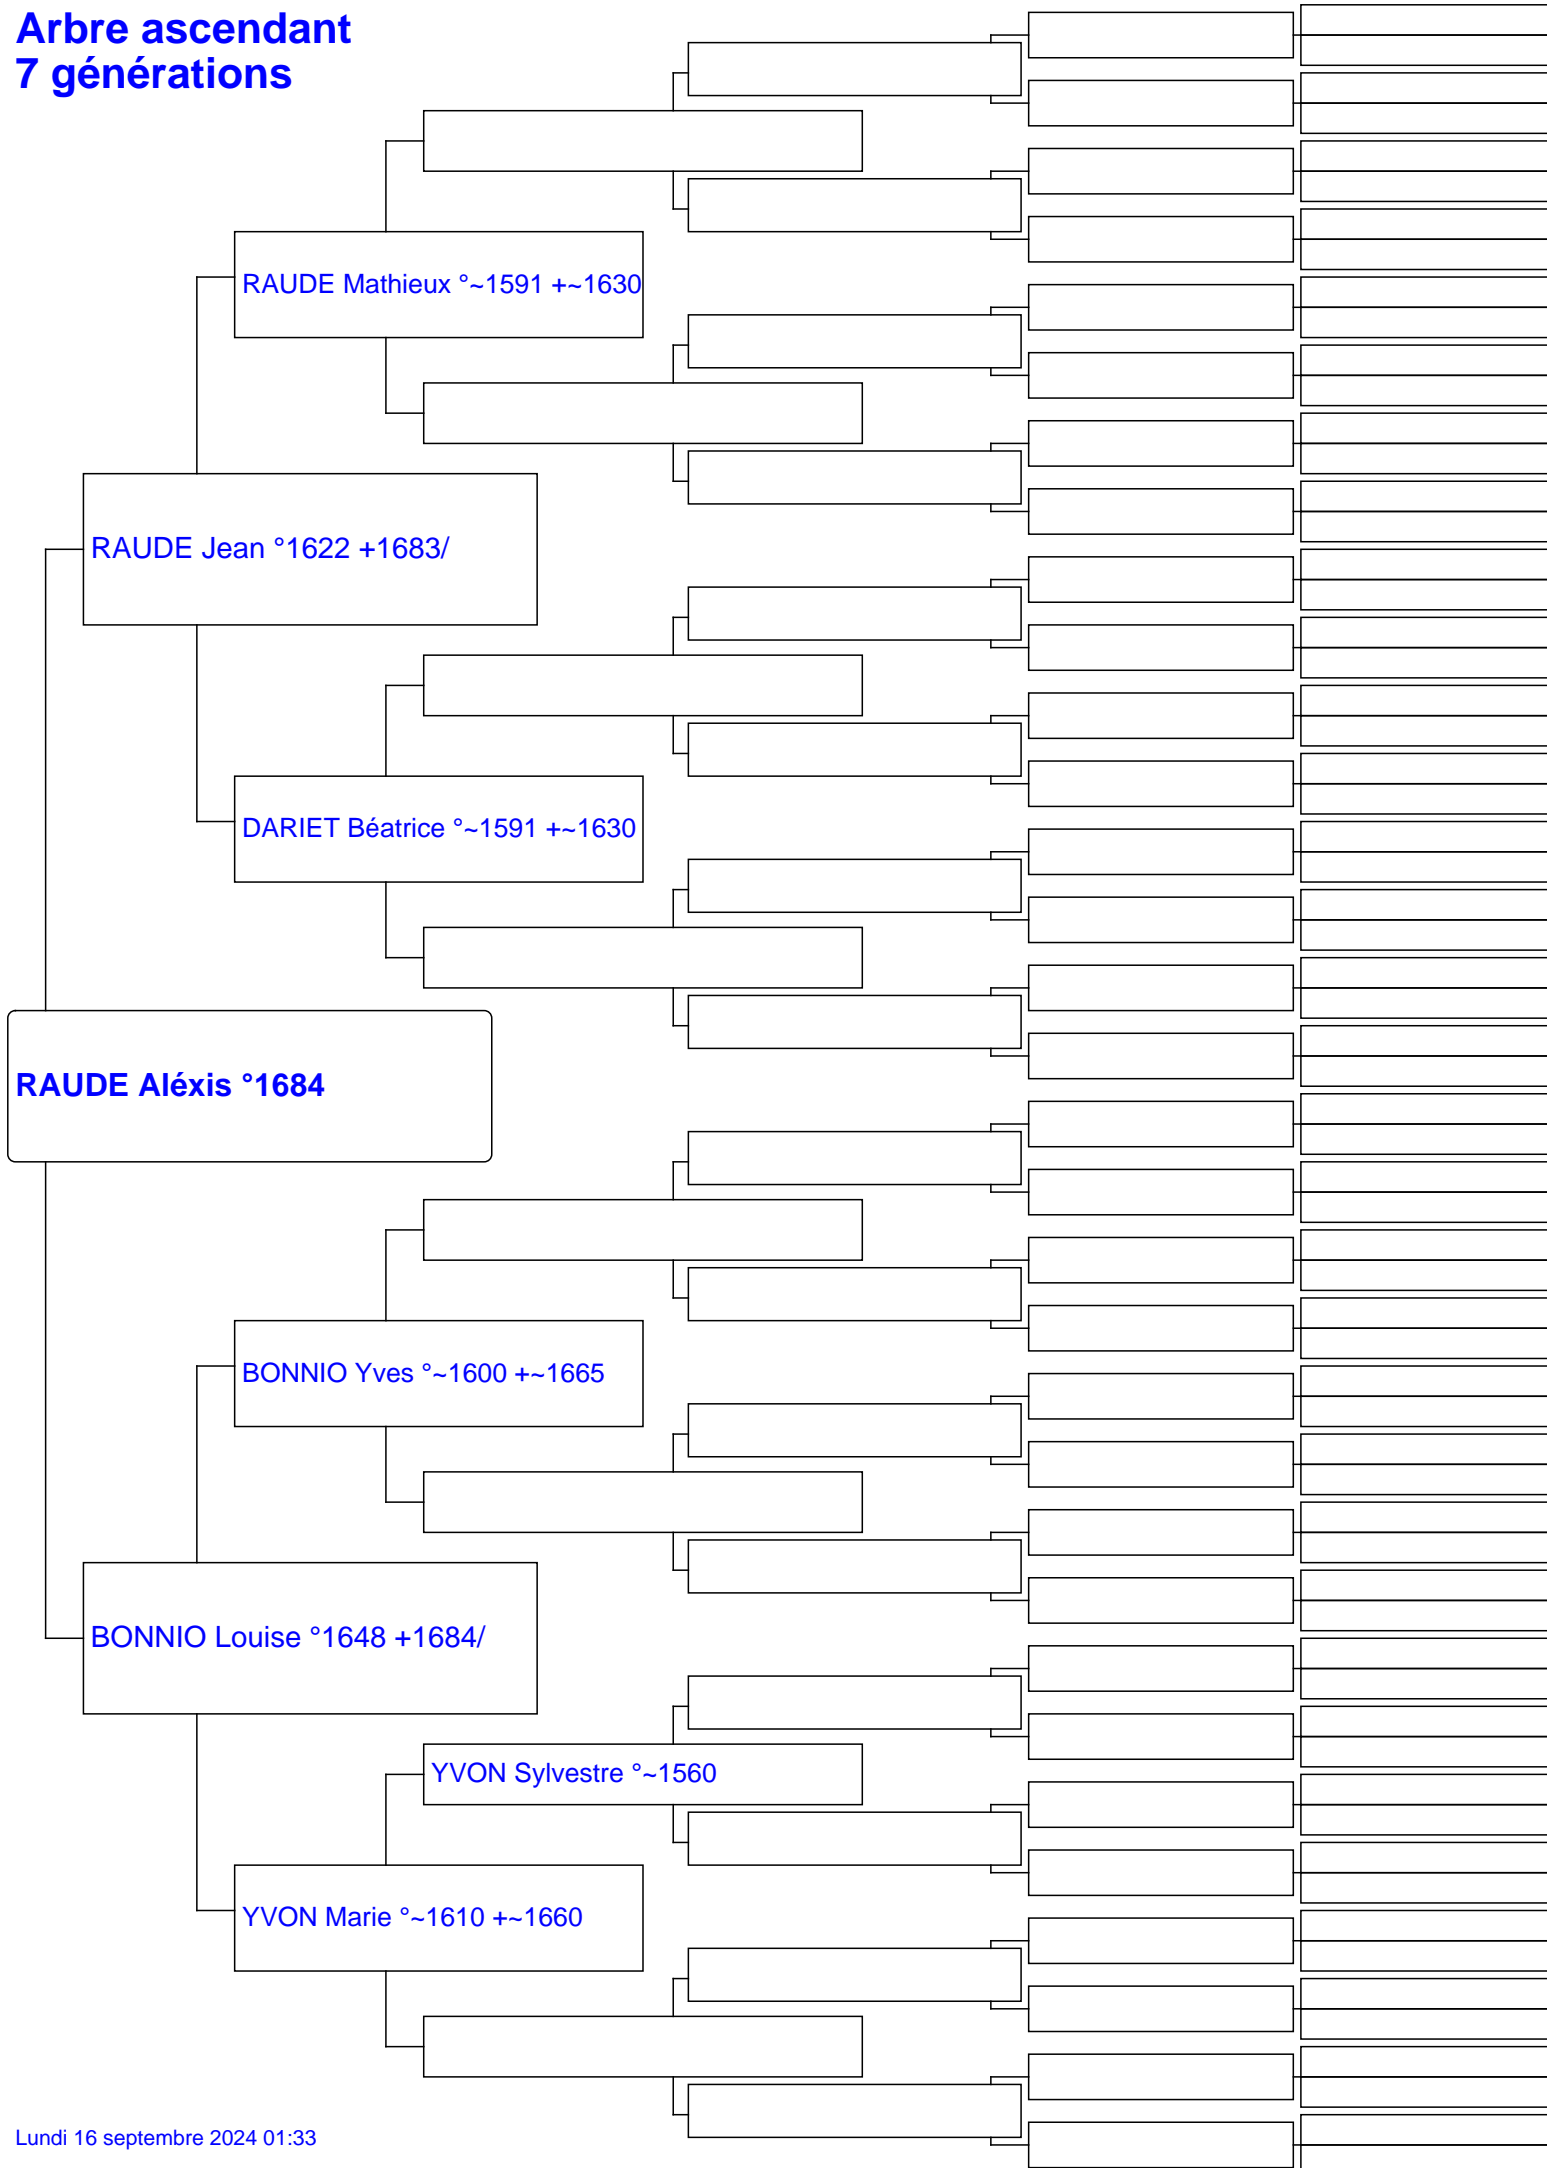 Arbre ascendant
7 générations
RAUDE Mathieux °~1591 +~1630
RAUDE Jean °1622 +1683/
DARIET Béatrice °~1591 +~1630
RAUDE Aléxis °1684
BONNIO Yves °~1600 +~1665
BONNIO Louise °1648 +1684/
YVON Sylvestre °~1560
YVON Marie °~1610 +~1660
Lundi 16 septembre 2024 01:33